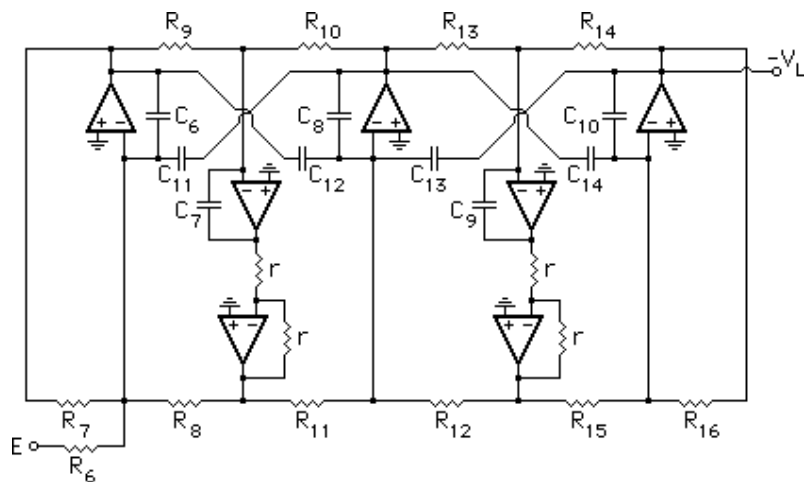 R9 R10 R13 R14
-VL
+ - + - + -
C6 C8 C10
C11 C12 C13 C14
- + - +
C7 C9
r r
+ - + -
r r
R7 R8 R11 R12 R15 R16
E
R6